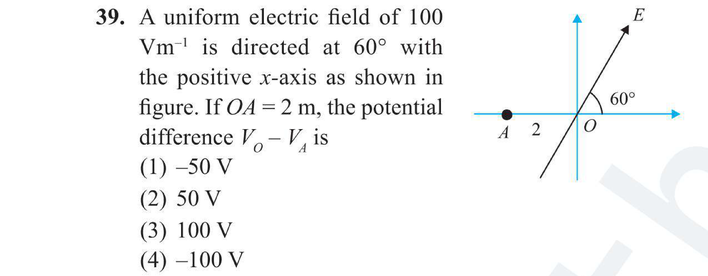 39. A uniform electric field of 100
Vm⁻¹ is directed at 60° with
the positive x-axis as shown in
figure. If OA = 2 m, the potential
difference V_O – V_A is
(1) –50 V
(2) 50 V
(3) 100 V
(4) –100 V
E
60°
A 2 O